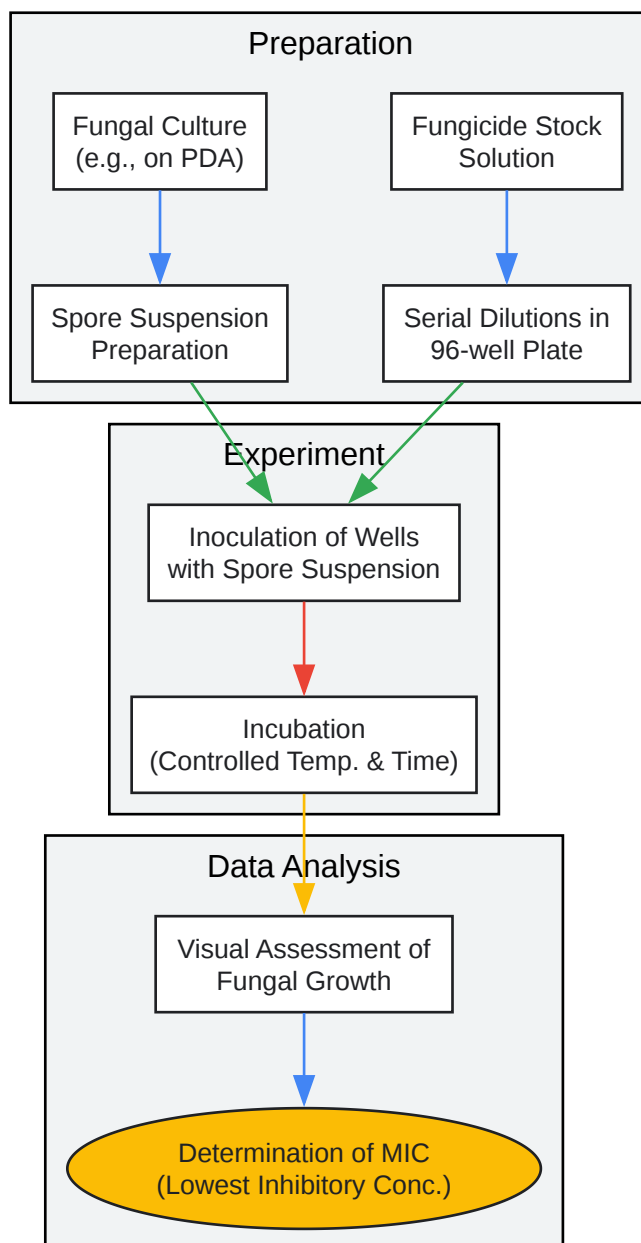 Preparation
Fungal Culture
(e.g., on PDA)
Fungicide Stock
Solution
Spore Suspension
Preparation
Serial Dilutions in
96-well Plate
Experiment
Inoculation of Wells
with Spore Suspension
Incubation
(Controlled Temp. & Time)
Data Analysis
Visual Assessment of
Fungal Growth
Determination of MIC
(Lowest Inhibitory Conc.)